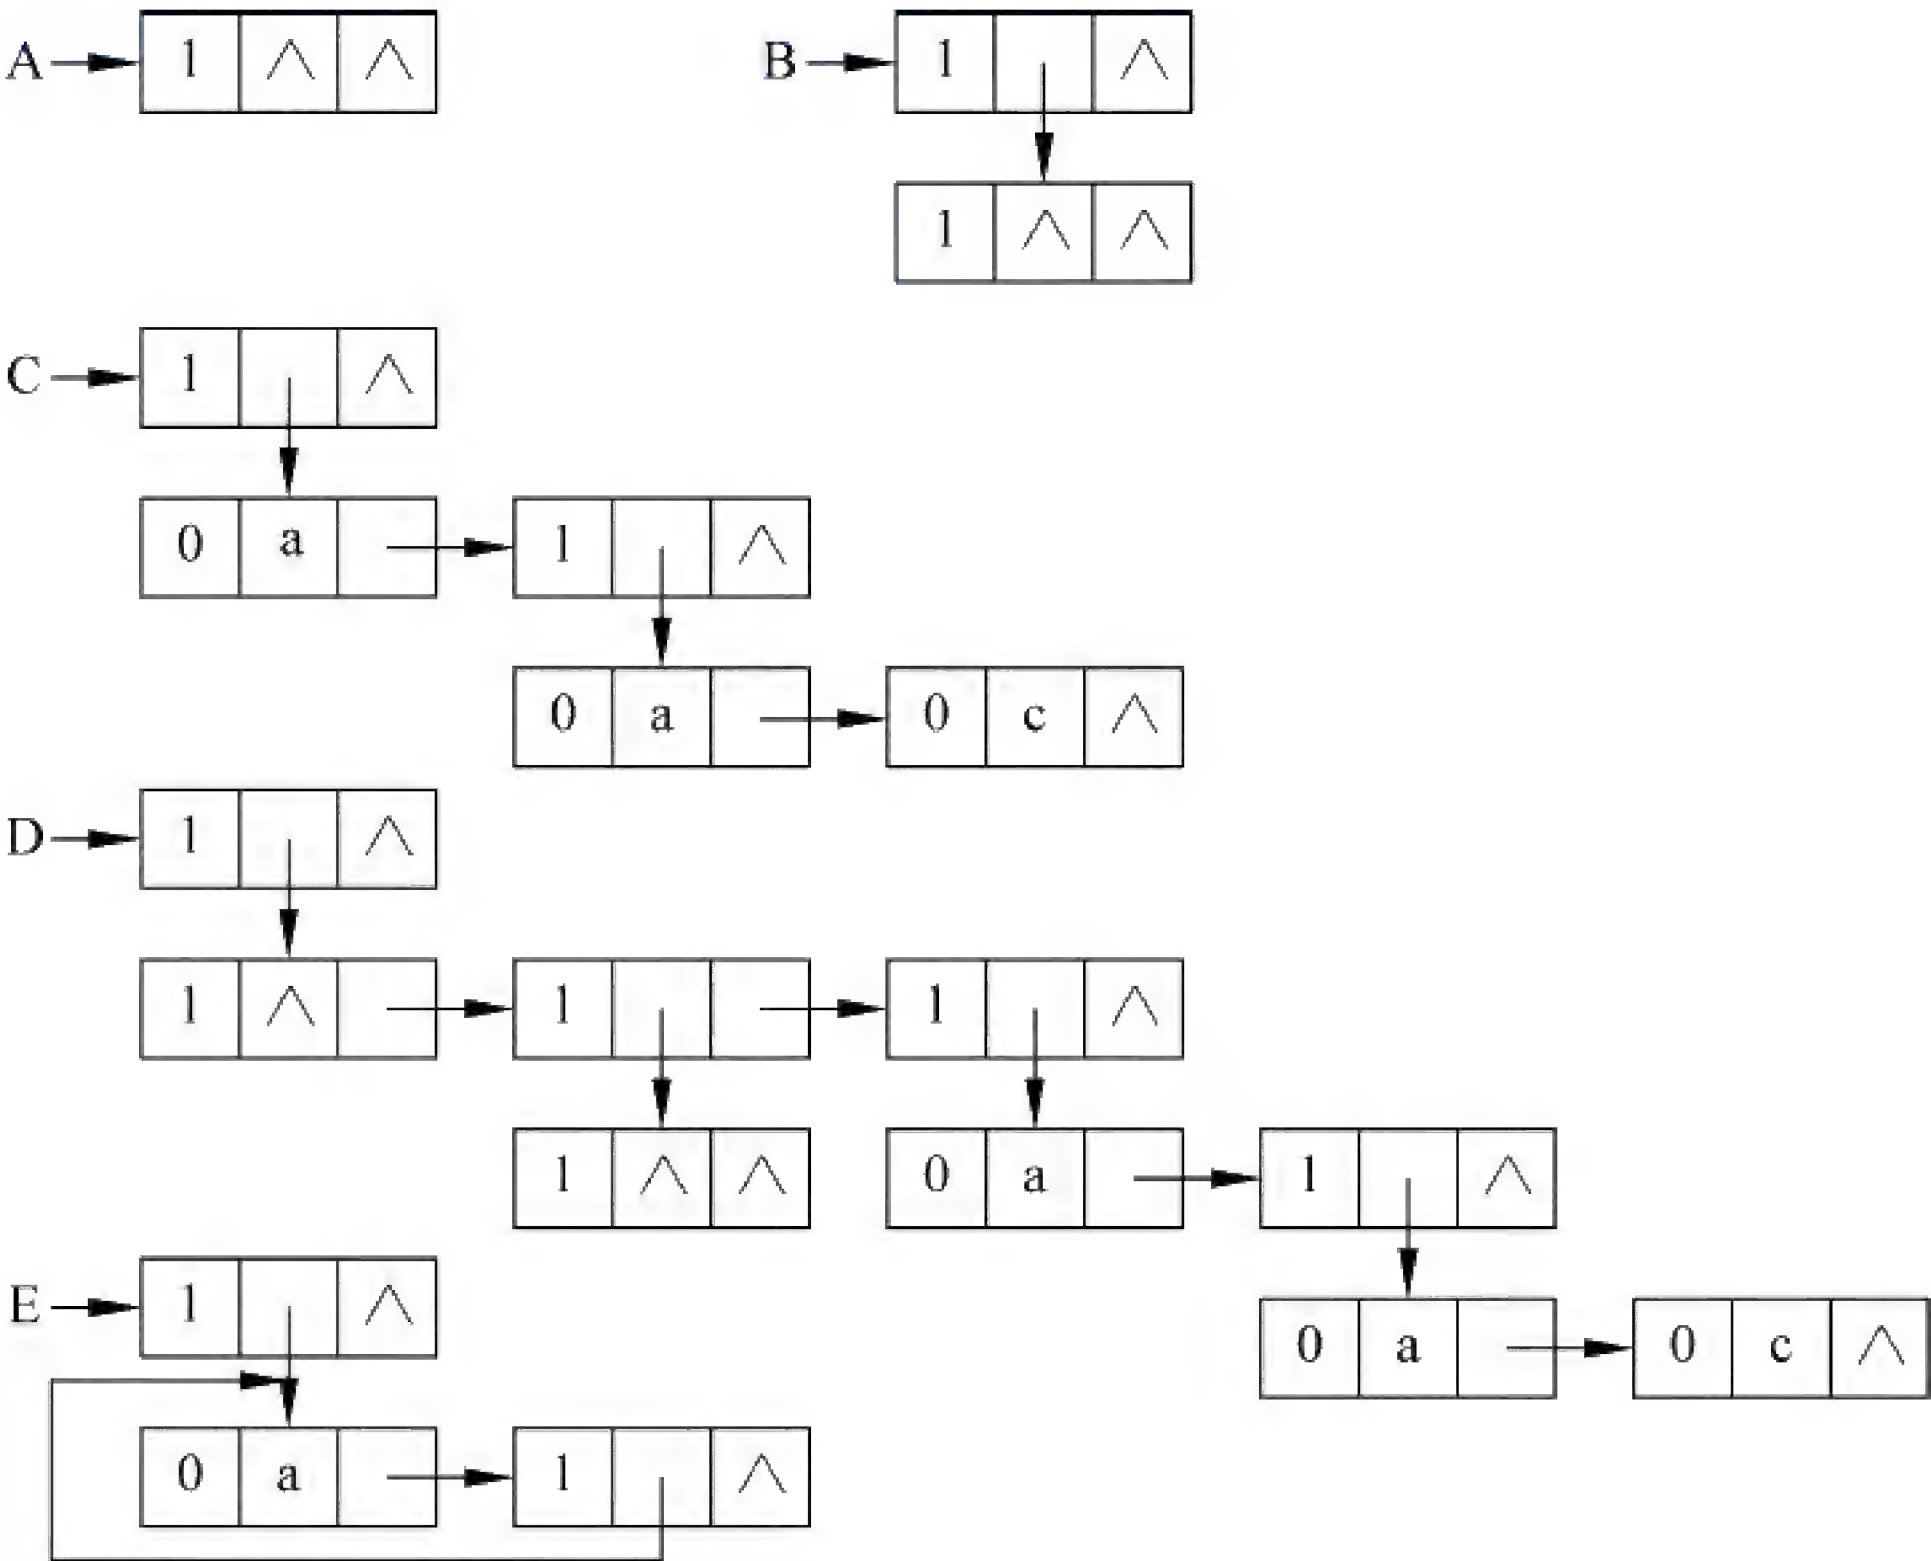 A 1 ∧ ∧ B 1 ∧
1 ∧ ∧
C 1 ∧
0 a 1 ∧
0 a 0 c ∧
D 1 ∧
1 ∧ 1 1 ∧
1 ∧ ∧ 0 a 1 ∧
E 1 ∧
0 a 0 c ∧
0 a 1 ∧